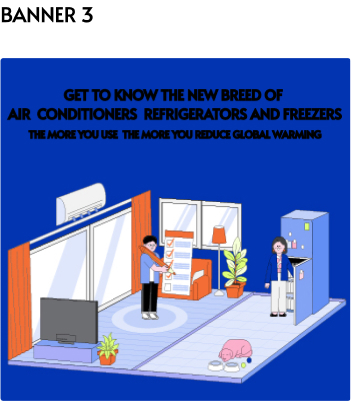 BANNER 3
GET TO KNOW THE NEW BREED OF
AIR CONDITIONERS REFRIGERATORS AND FREEZERS
THE MORE YOU USE THE MORE YOU REDUCE GLOBAL WARMING